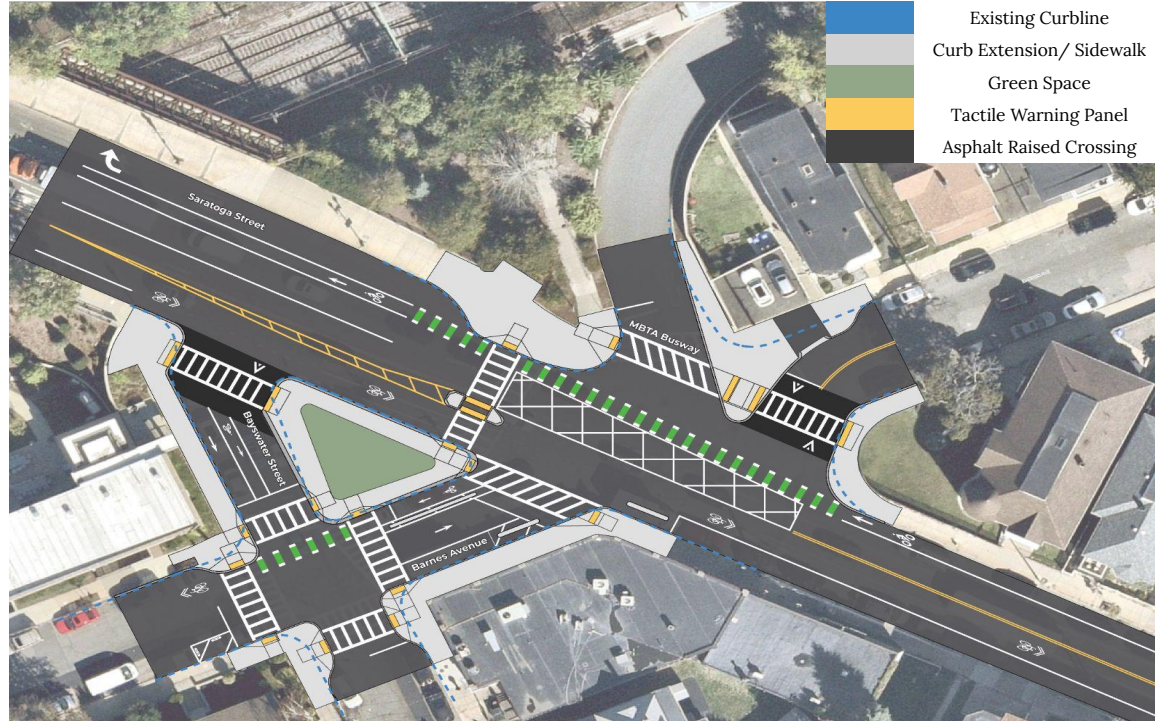 Existing Curbline
Curb Extension/ Sidewalk
Green Space
Tactile Warning Panel
Asphalt Raised Crossing
Saratoga Street
MBTA Busway
Bayswater Street
Barnes Avenue